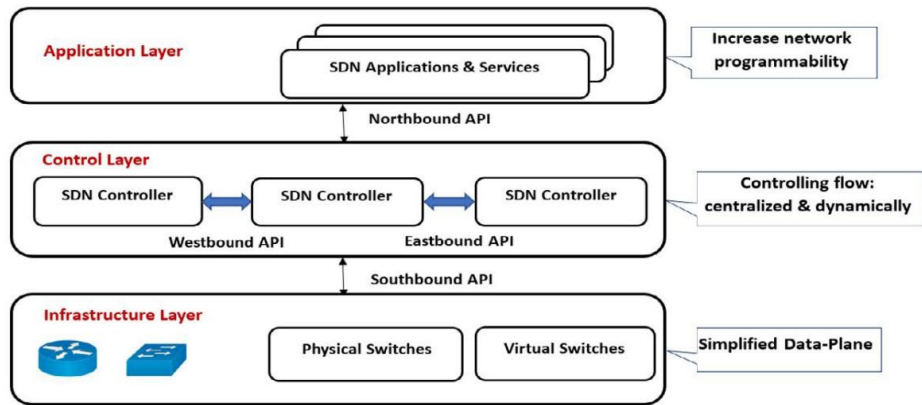 Application Layer
SDN Applications & Services
Increase network
programmability
Northbound API
Control Layer
SDN Controller
SDN Controller
SDN Controller
Westbound API
Eastbound API
Controlling flow:
centralized & dynamically
Southbound API
Infrastructure Layer
Physical Switches
Virtual Switches
Simplified Data-Plane